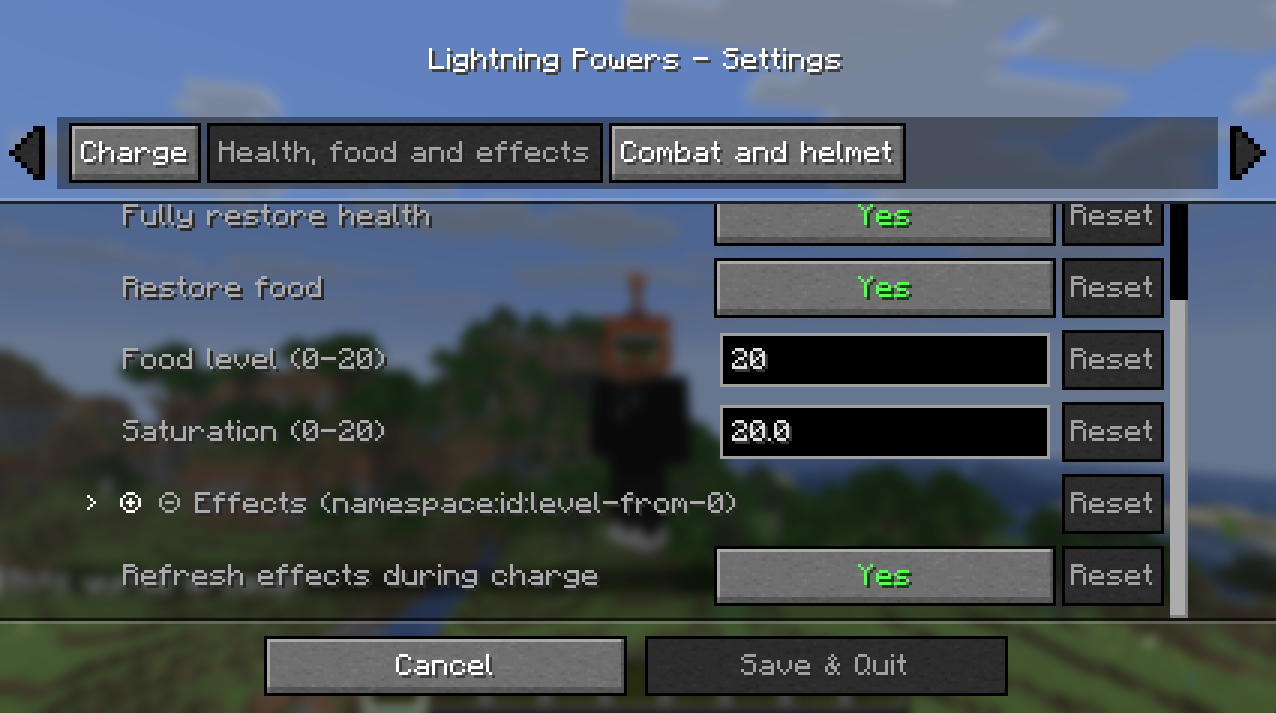 Lightning Powers - Settings
Charge
Health, food and effects
Combat and helmet
Fully restore health
Yes
Reset
Restore food
Yes
Reset
Food level (0-20)
20
Reset
Saturation (0-20)
20.0
Reset
> Effects (namespace:id:level-from-0)
Reset
Refresh effects during charge
Yes
Reset
Cancel
Save & Quit